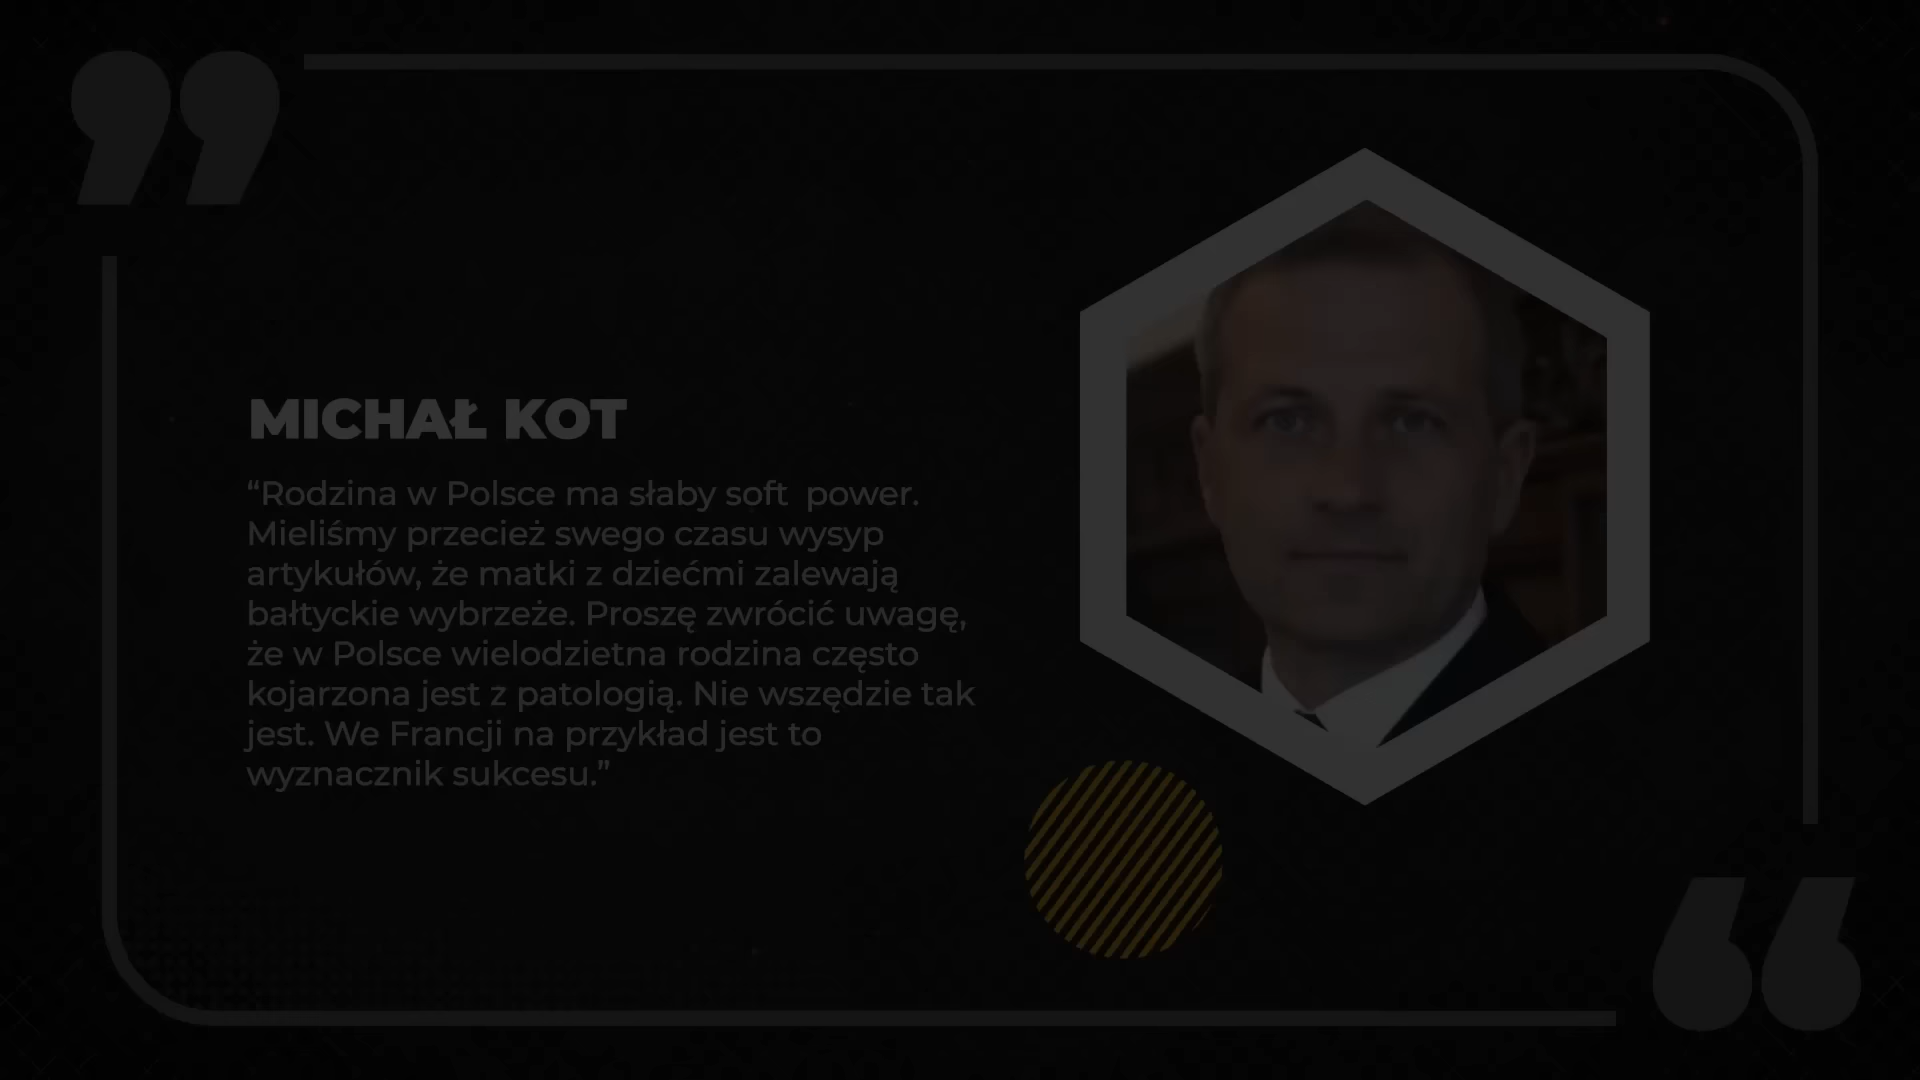 MICHAŁ KOT
“Rodzina w Polsce ma słaby soft  power.
Mieliśmy przecież swego czasu wysyp
artykułów, że matki z dziećmi zalewają
bałtyckie wybrzeże. Proszę zwrócić uwagę,
że w Polsce wielodzietna rodzina często
kojarzona jest z patologią. Nie wszędzie tak
jest. We Francji na przykład jest to
wyznacznik sukcesu.”